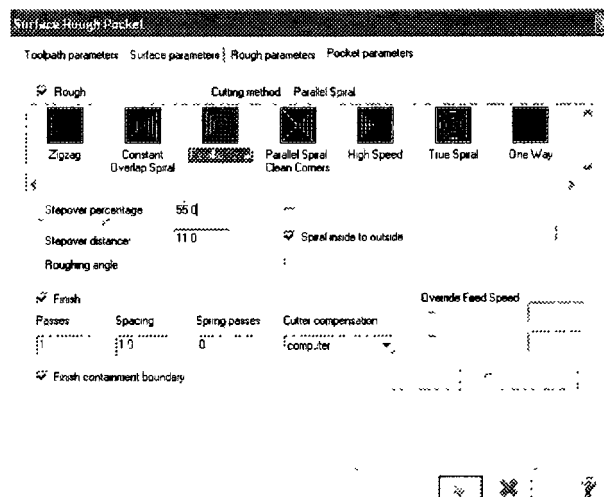 Surface Rough Pocket
Toolpath parameters Surface parameters Rough parameters Pocket parameters
Rough Cutting method Parallel Spiral
Zigzag Constant Overlap Spiral Parallel Spiral Clean Corners High Speed True Spiral One Way
Stepover percentage 55.0
Stepover distance 11.0 Spiral inside to outside
Roughing angle
Finish Override Feed Speed
Passes Spacing Spring passes Cutter compensation
1 1.0 0 computer
Finish containment boundary